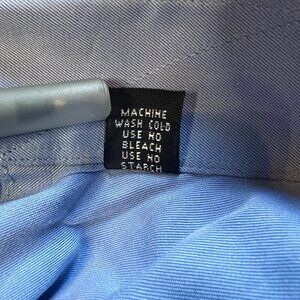 MACHINE
WASH COLD
USE NO
BLEACH
USE NO
STARCH